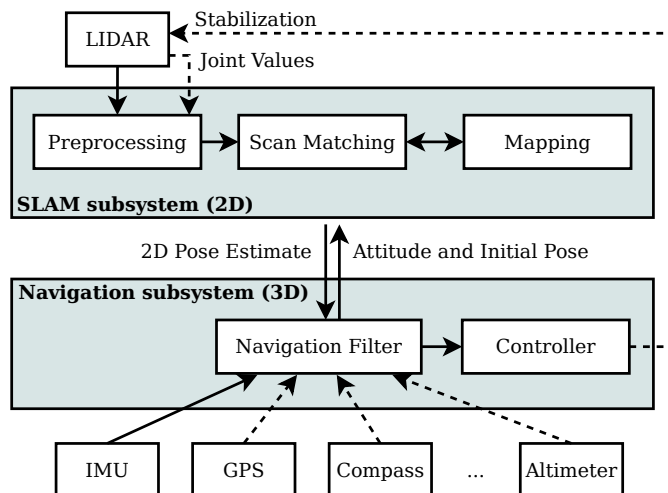 Stabilization
LIDAR
Joint Values
Preprocessing
Scan Matching
Mapping
SLAM subsystem (2D)
2D Pose Estimate
Attitude and Initial Pose
Navigation subsystem (3D)
Navigation Filter
Controller
IMU
GPS
Compass
...
Altimeter